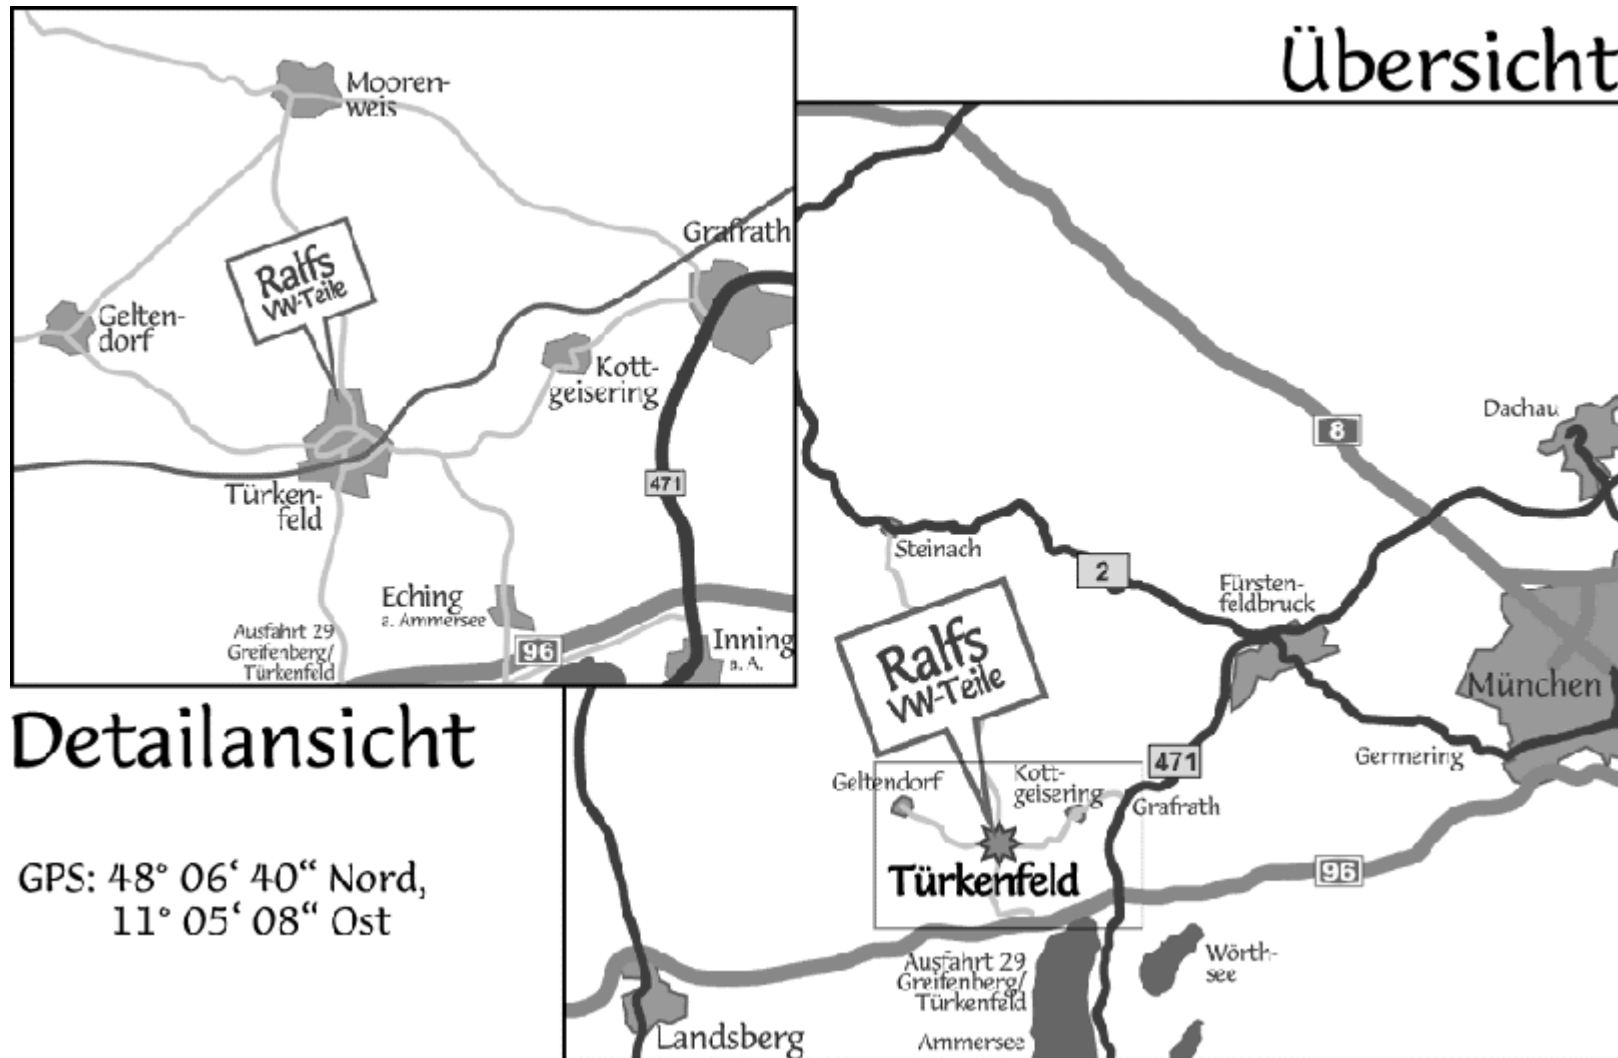 Übersicht
Mooren-
weis
Grafrath
Ralfs
VW-Teile
Gelten-
dorf
Kott-
geisering
471
Türken-
feld
Eching
a. Ammersee
Ausfahrt 29
Greifenberg/
Türkenfeld
96
Inning
a. A.
Detailansicht
GPS: 48° 06‘ 40“ Nord,
11° 05‘ 08“ Ost
8
Dachau
Steinach
2
Fürsten-
feldbruck
Ralfs
VW-Teile
München
Germering
471
Geltendorf
Kott-
geisering
Grafrath
Türkenfeld
96
Ausfahrt 29
Greifenberg/
Türkenfeld
Wörth-
see
Landsberg
Ammersee